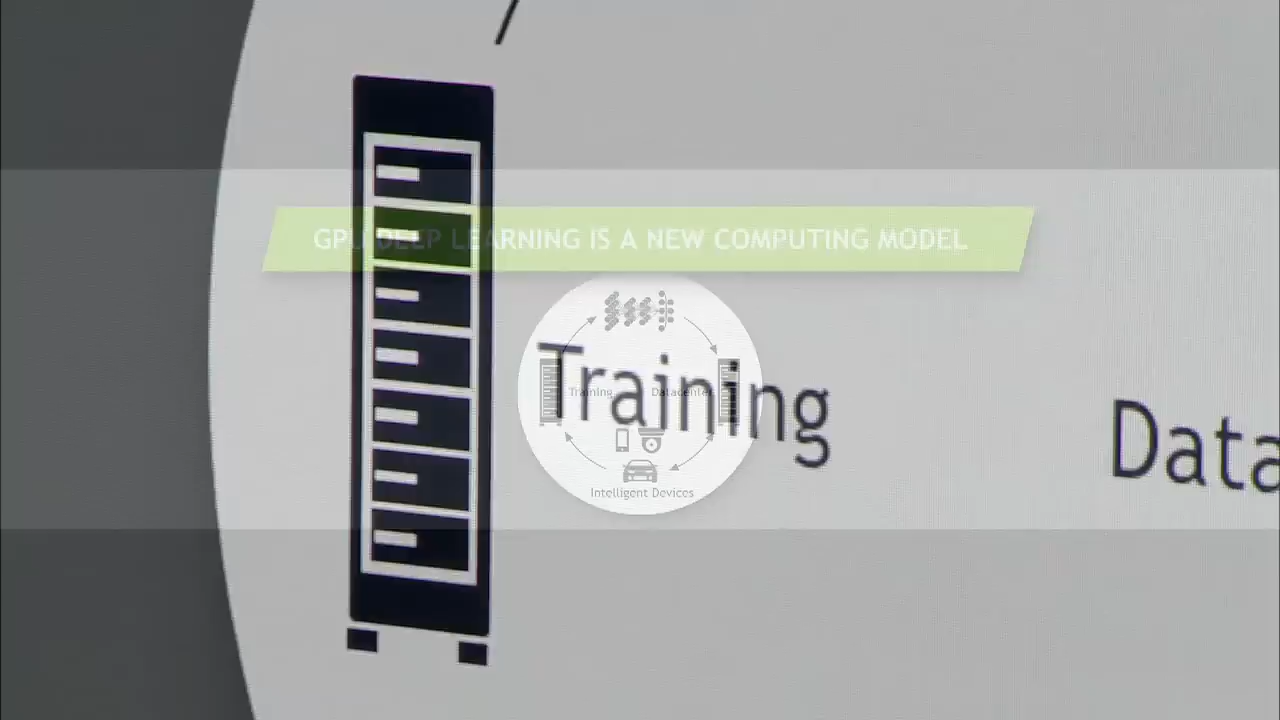 GPU DEEP LEARNING IS A NEW COMPUTING MODEL
Training
Data
Training
Datacenter
Intelligent Devices